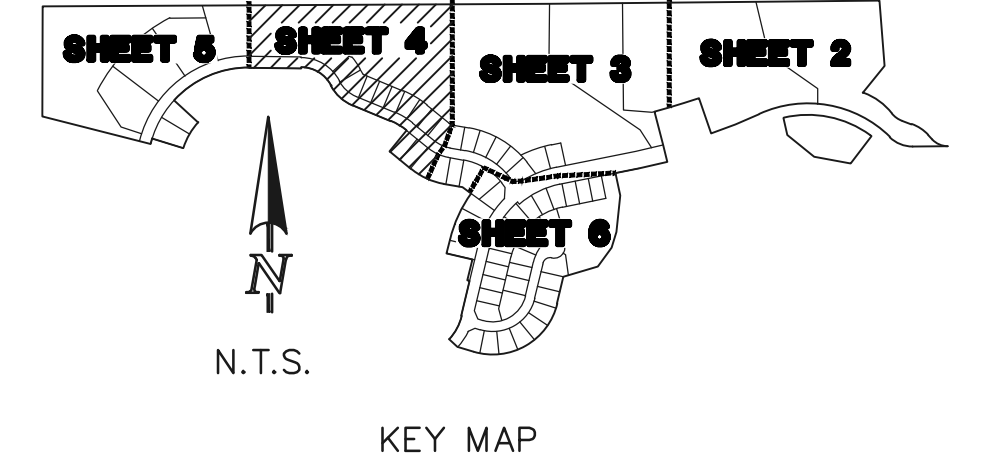 SHEET 5
SHEET 4
SHEET 3
SHEET 2
SHEET 6
N
N.T.S.
KEY MAP